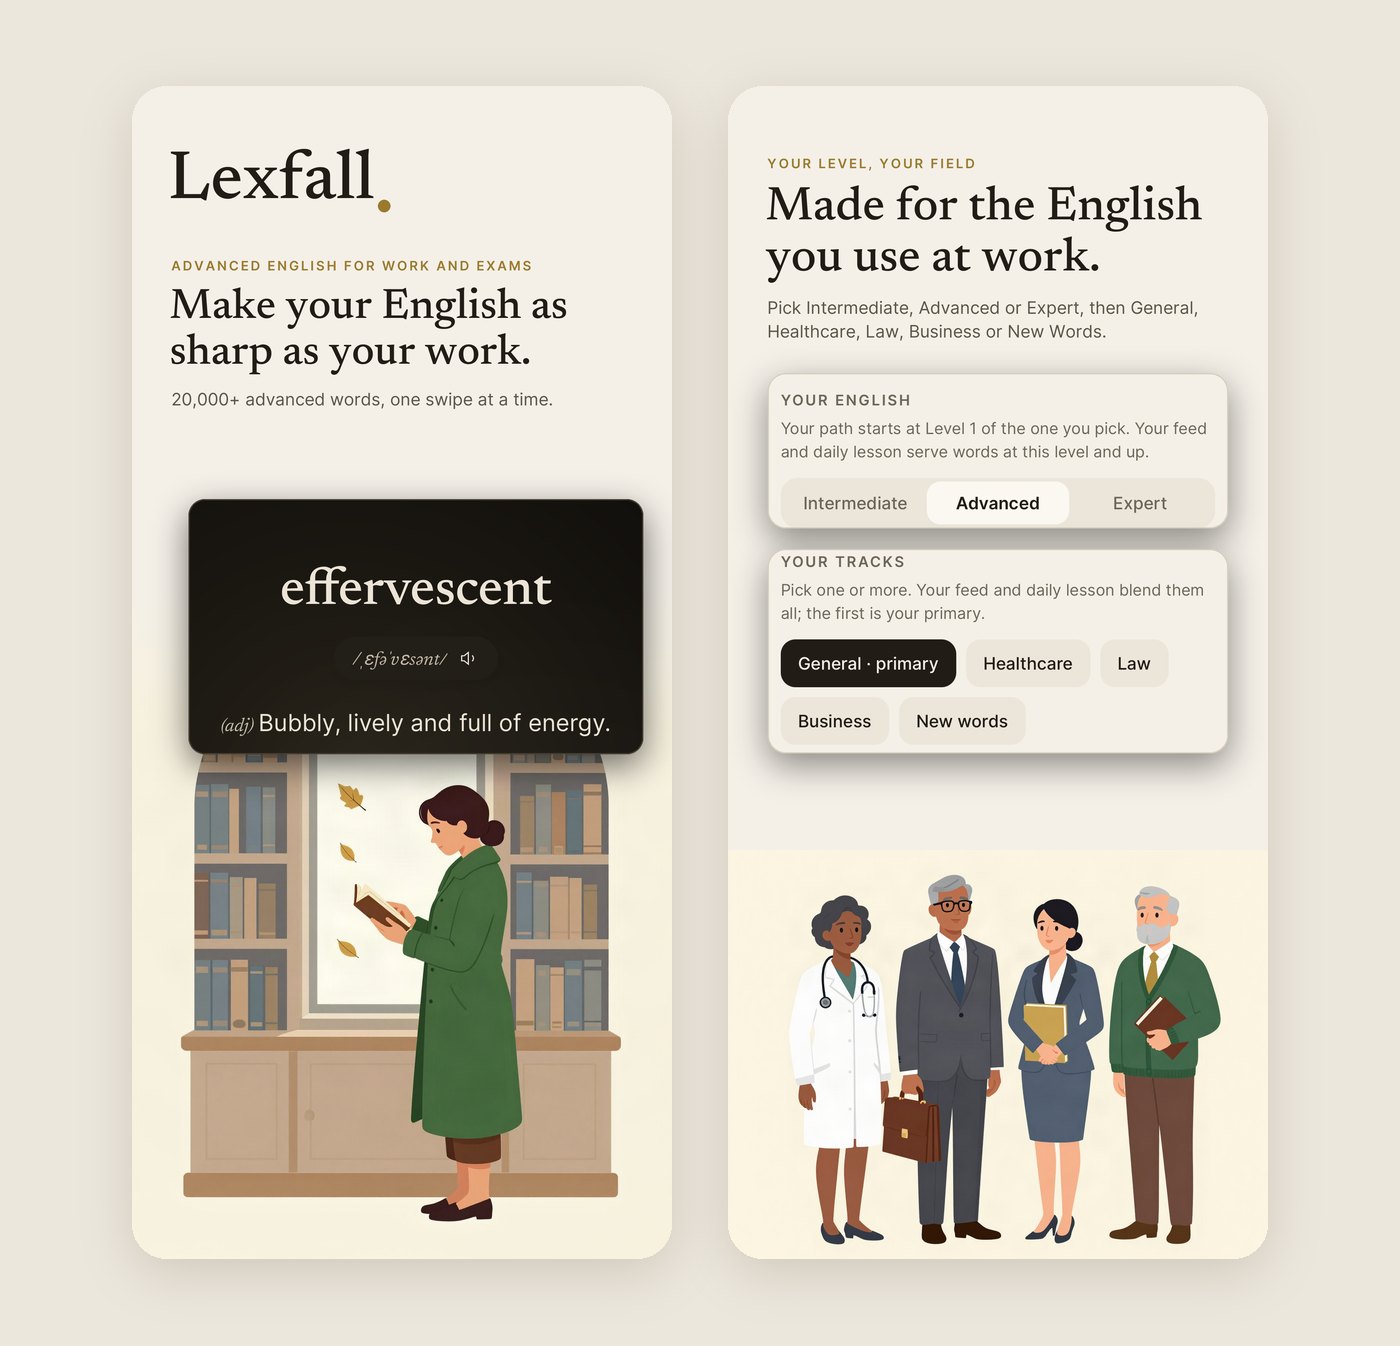 Lexfall.
ADVANCED ENGLISH FOR WORK AND EXAMS
Make your English as
sharp as your work.
20,000+ advanced words, one swipe at a time.
effervescent
/ˌɛfəˈvɛsənt/
(adj) Bubbly, lively and full of energy.
YOUR LEVEL, YOUR FIELD
Made for the English
you use at work.
Pick Intermediate, Advanced or Expert, then General,
Healthcare, Law, Business or New Words.
YOUR ENGLISH
Your path starts at Level 1 of the one you pick. Your feed
and daily lesson serve words at this level and up.
Intermediate Advanced Expert
YOUR TRACKS
Pick one or more. Your feed and daily lesson blend them
all; the first is your primary.
General · primary Healthcare Law
Business New words